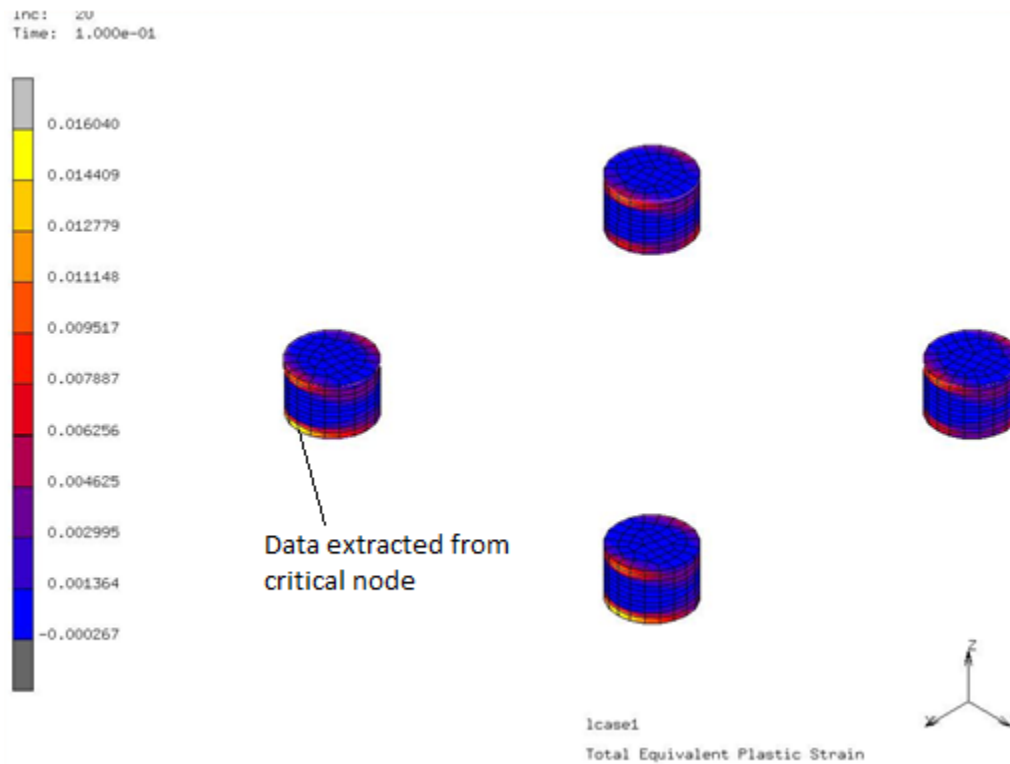 Inc: 20
Time: 1.000e-01
0.016040
0.014409
0.012779
0.011148
0.009517
0.007887
0.006256
0.004625
0.002995
0.001364
-0.000267
Data extracted from
critical node
Z
lcase1
Total Equivalent Plastic Strain